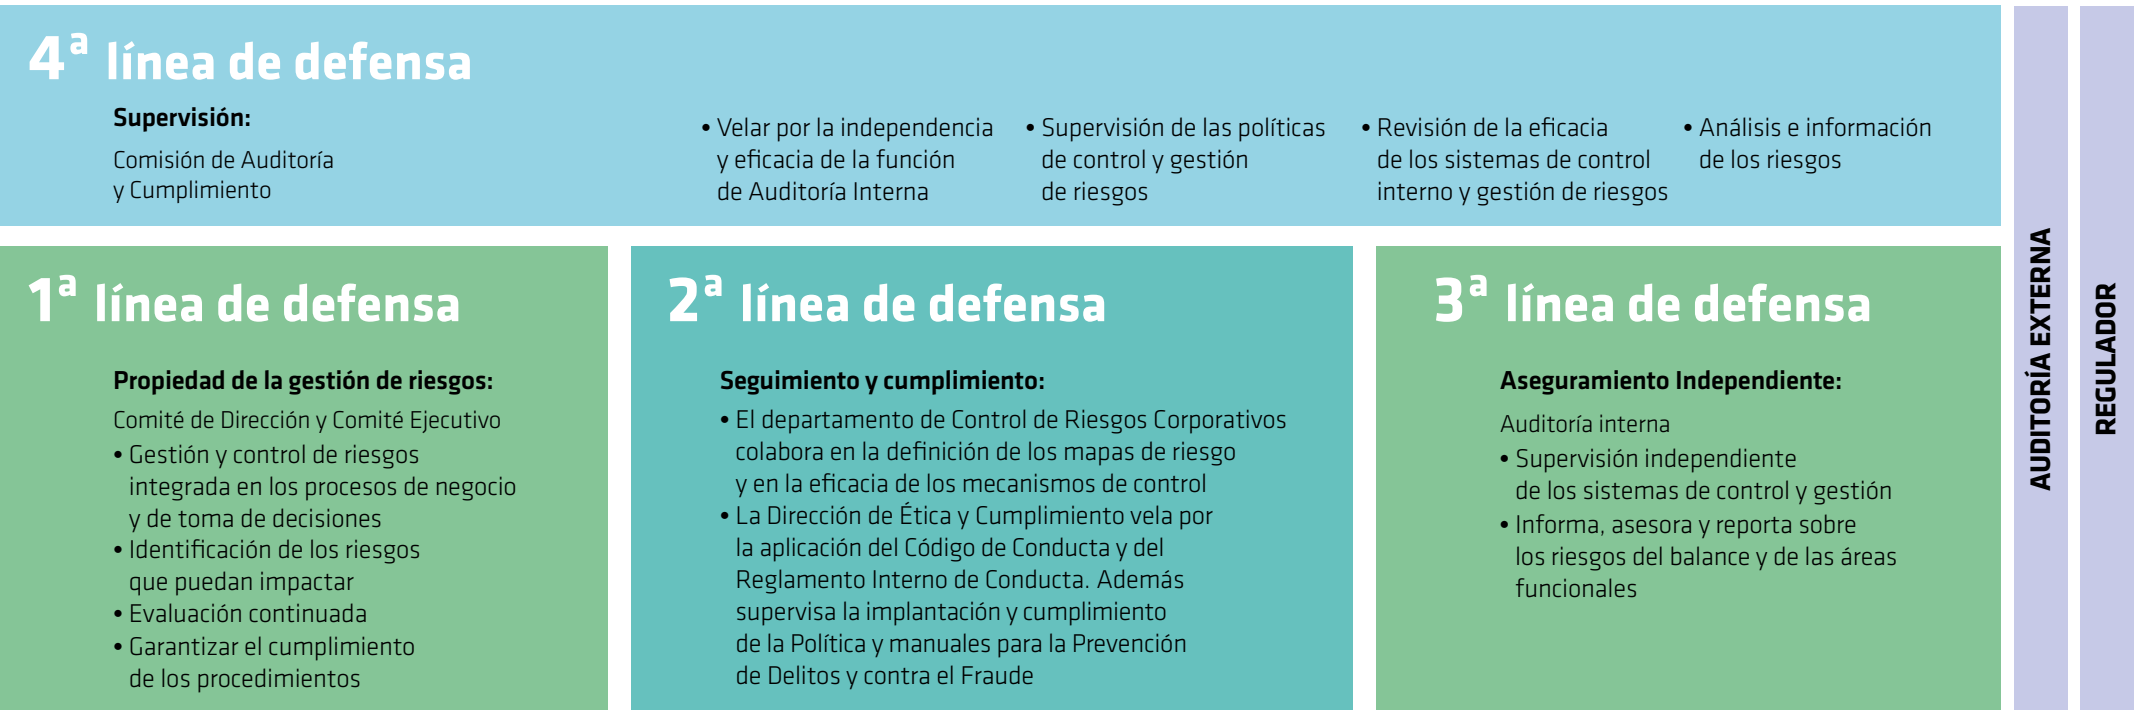 4ª línea de defensa
Supervisión:
Comisión de Auditoría
y Cumplimiento
• Velar por la independencia
y eficacia de la función
de Auditoría Interna
• Supervisión de las políticas
de control y gestión
de riesgos
• Revisión de la eficacia
de los sistemas de control
interno y gestión de riesgos
• Análisis e información
de los riesgos
1ª línea de defensa
Propiedad de la gestión de riesgos:
Comité de Dirección y Comité Ejecutivo
• Gestión y control de riesgos
integrada en los procesos de negocio
y de toma de decisiones
• Identificación de los riesgos
que puedan impactar
• Evaluación continuada
• Garantizar el cumplimiento
de los procedimientos
2ª línea de defensa
Seguimiento y cumplimiento:
• El departamento de Control de Riesgos Corporativos
colabora en la definición de los mapas de riesgo
y en la eficacia de los mecanismos de control
• La Dirección de Ética y Cumplimiento vela por
la aplicación del Código de Conducta y del
Reglamento Interno de Conducta. Además
supervisa la implantación y cumplimiento
de la Política y manuales para la Prevención
de Delitos y contra el Fraude
3ª línea de defensa
Aseguramiento Independiente:
Auditoría interna
• Supervisión independiente
de los sistemas de control y gestión
• Informa, asesora y reporta sobre
los riesgos del balance y de las áreas
funcionales
AUDITORÍA EXTERNA
REGULADOR